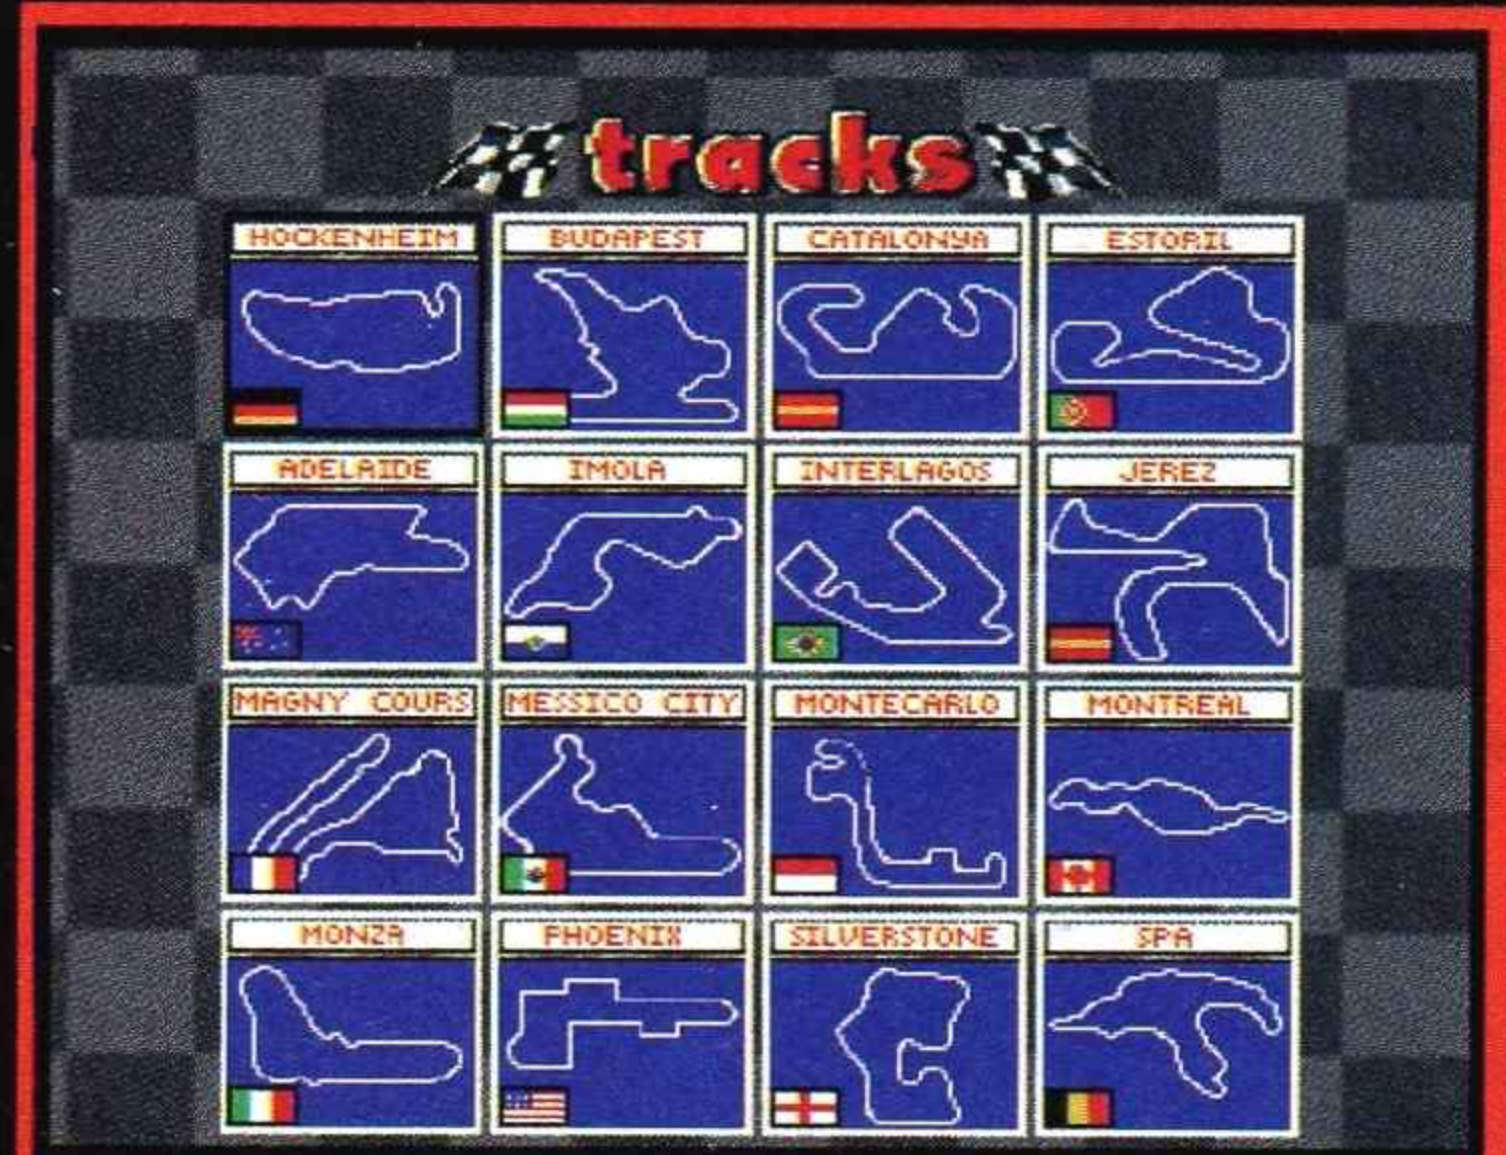 tracks
HOCKENHEIM BUDAPEST CATALONYA ESTORIL
ADELAIDE IMOLA INTERLAGOS JEREZ
MAGNY COURS MESSICO CITY MONTECARLO MONTREAL
MONZA PHOENIX SILVERSTONE SPA